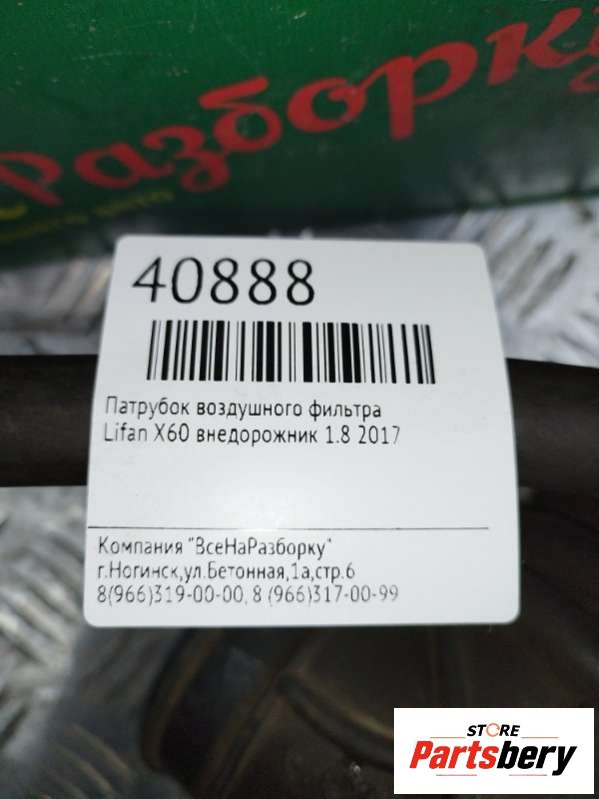 Разборку
40888
Патрубок воздушного фильтра
Lifan X60 внедорожник 1.8 2017
Компания "ВсеНаРазборку"
г.Ногинск,ул.Бетонная,1а,стр.6
8(966)319-00-00, 8 (966)317-00-99
STORE
Partsbery